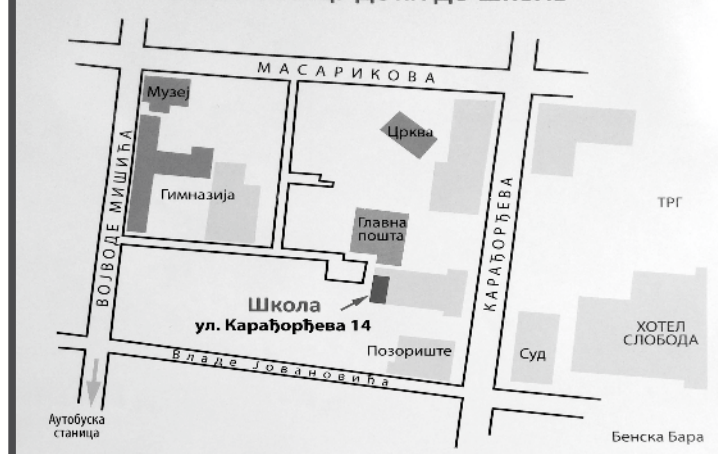 МАСАРИКОВА
Музеј
Црква
ВОЈВОДЕ МИШИЋА
Гимназија
КАРАЂОРЂЕВА
ТРГ
Главна
пошта
Школа
ул. Карађорђева 14
Позориште
Суд
ХОТЕЛ
СЛОБОДА
Владе Јовановића
Аутобуска
станица
Бенска Бара